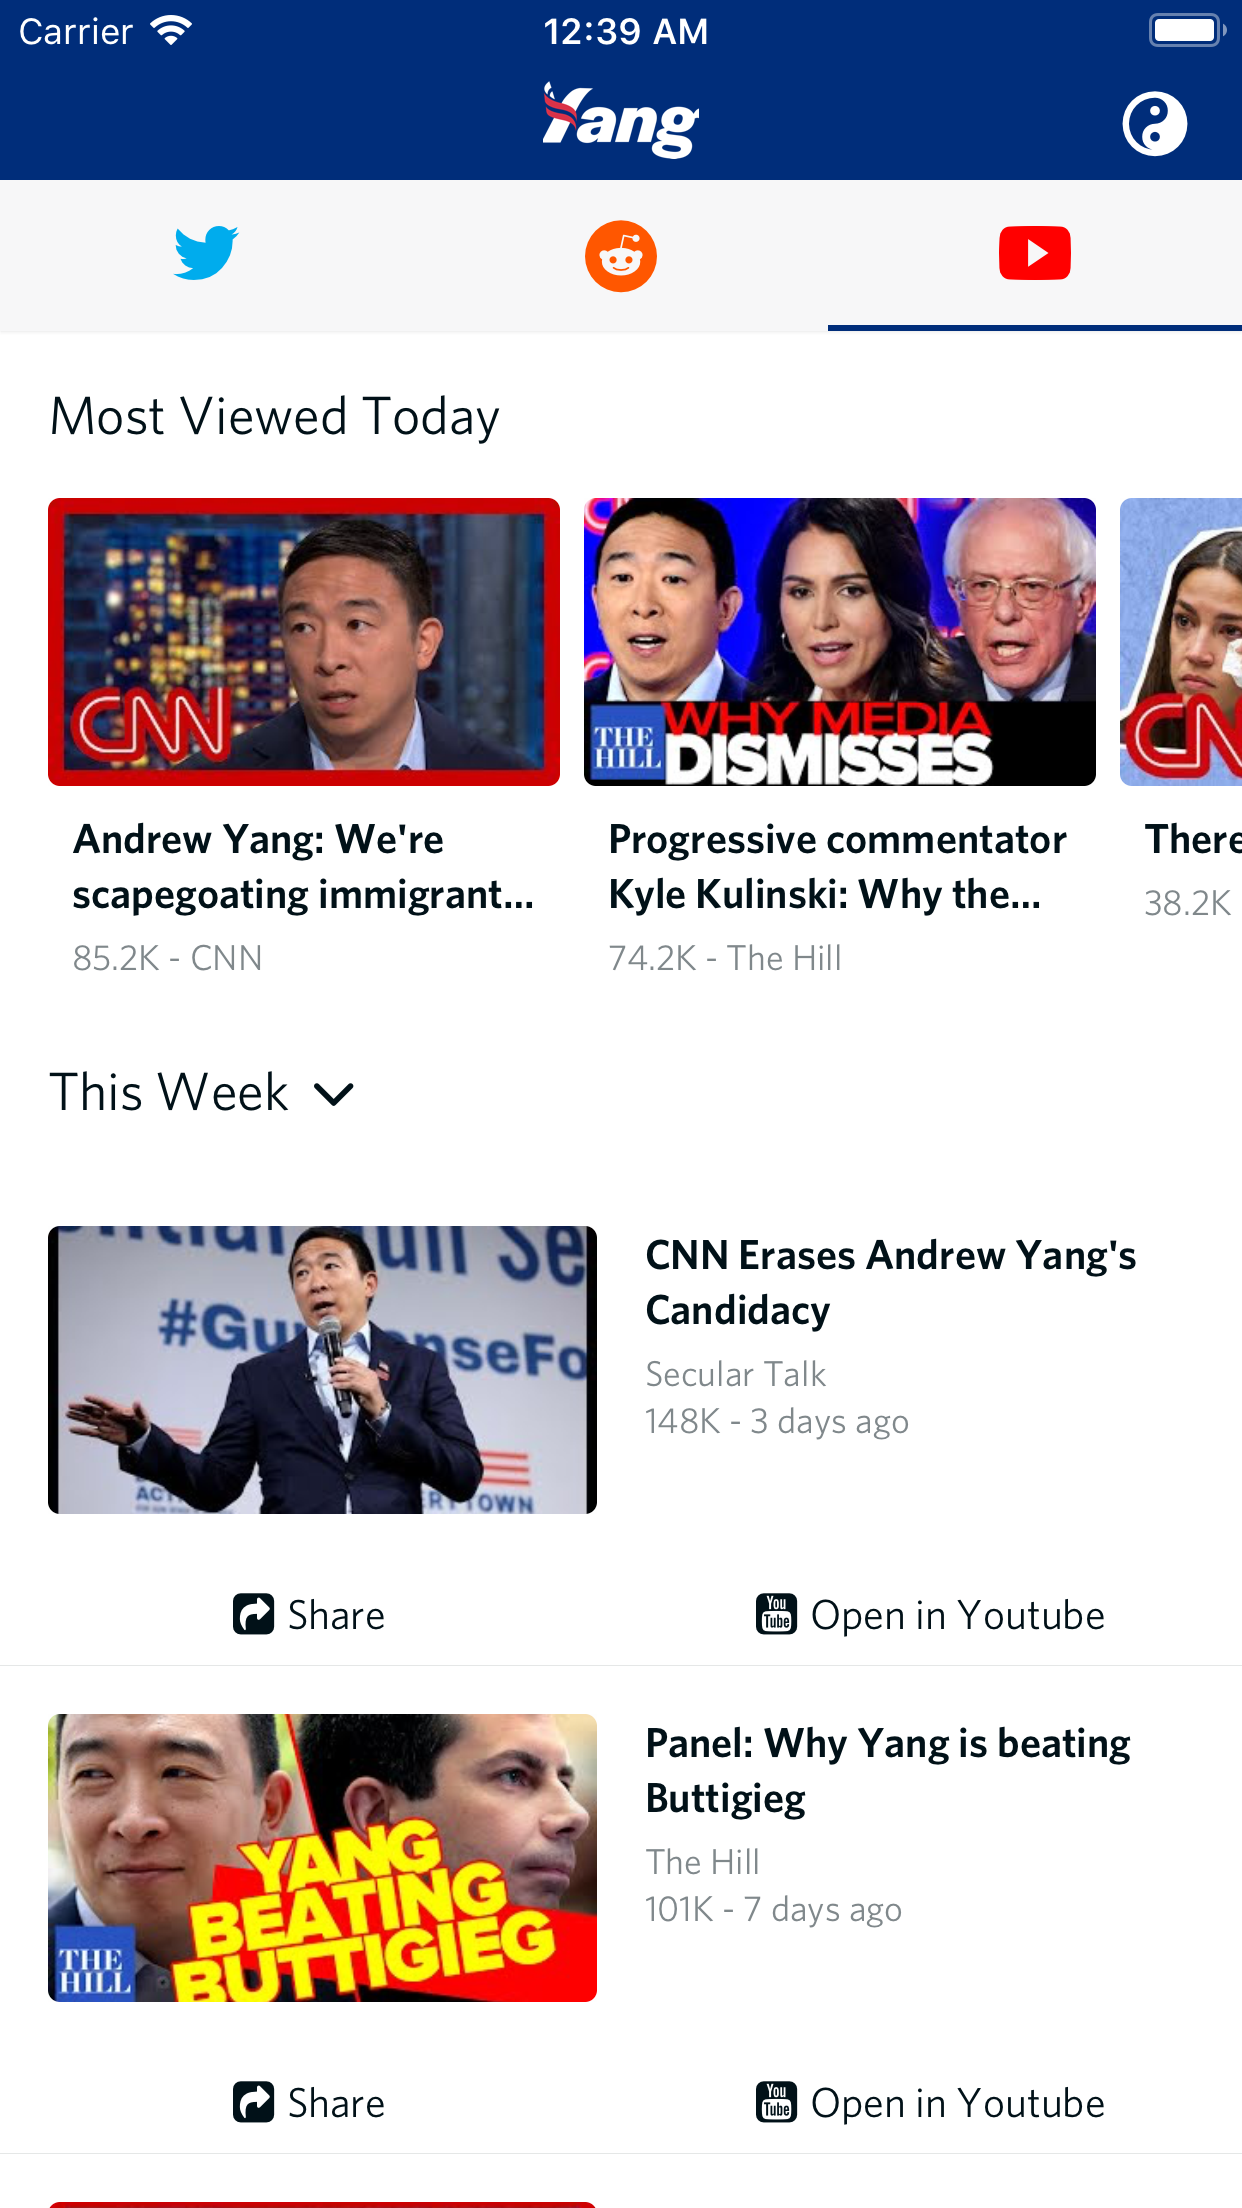 Carrier
12:39 AM
Yang
Most Viewed Today
CNN
THE
HILL
WHY MEDIA
DISMISSES
Andrew Yang: We're
scapegoating immigrant...
85.2K - CNN
Progressive commentator
Kyle Kulinski: Why the...
74.2K - The Hill
There
38.2K
This Week
#Gu
nseFo
TOWN
CNN Erases Andrew Yang's
Candidacy
Secular Talk
148K - 3 days ago
Share
You
Tube
Open in Youtube
YANG
BEATING
BUTTIGIEG
THE
HILL
Panel: Why Yang is beating
Buttigieg
The Hill
101K - 7 days ago
Share
You
Tube
Open in Youtube